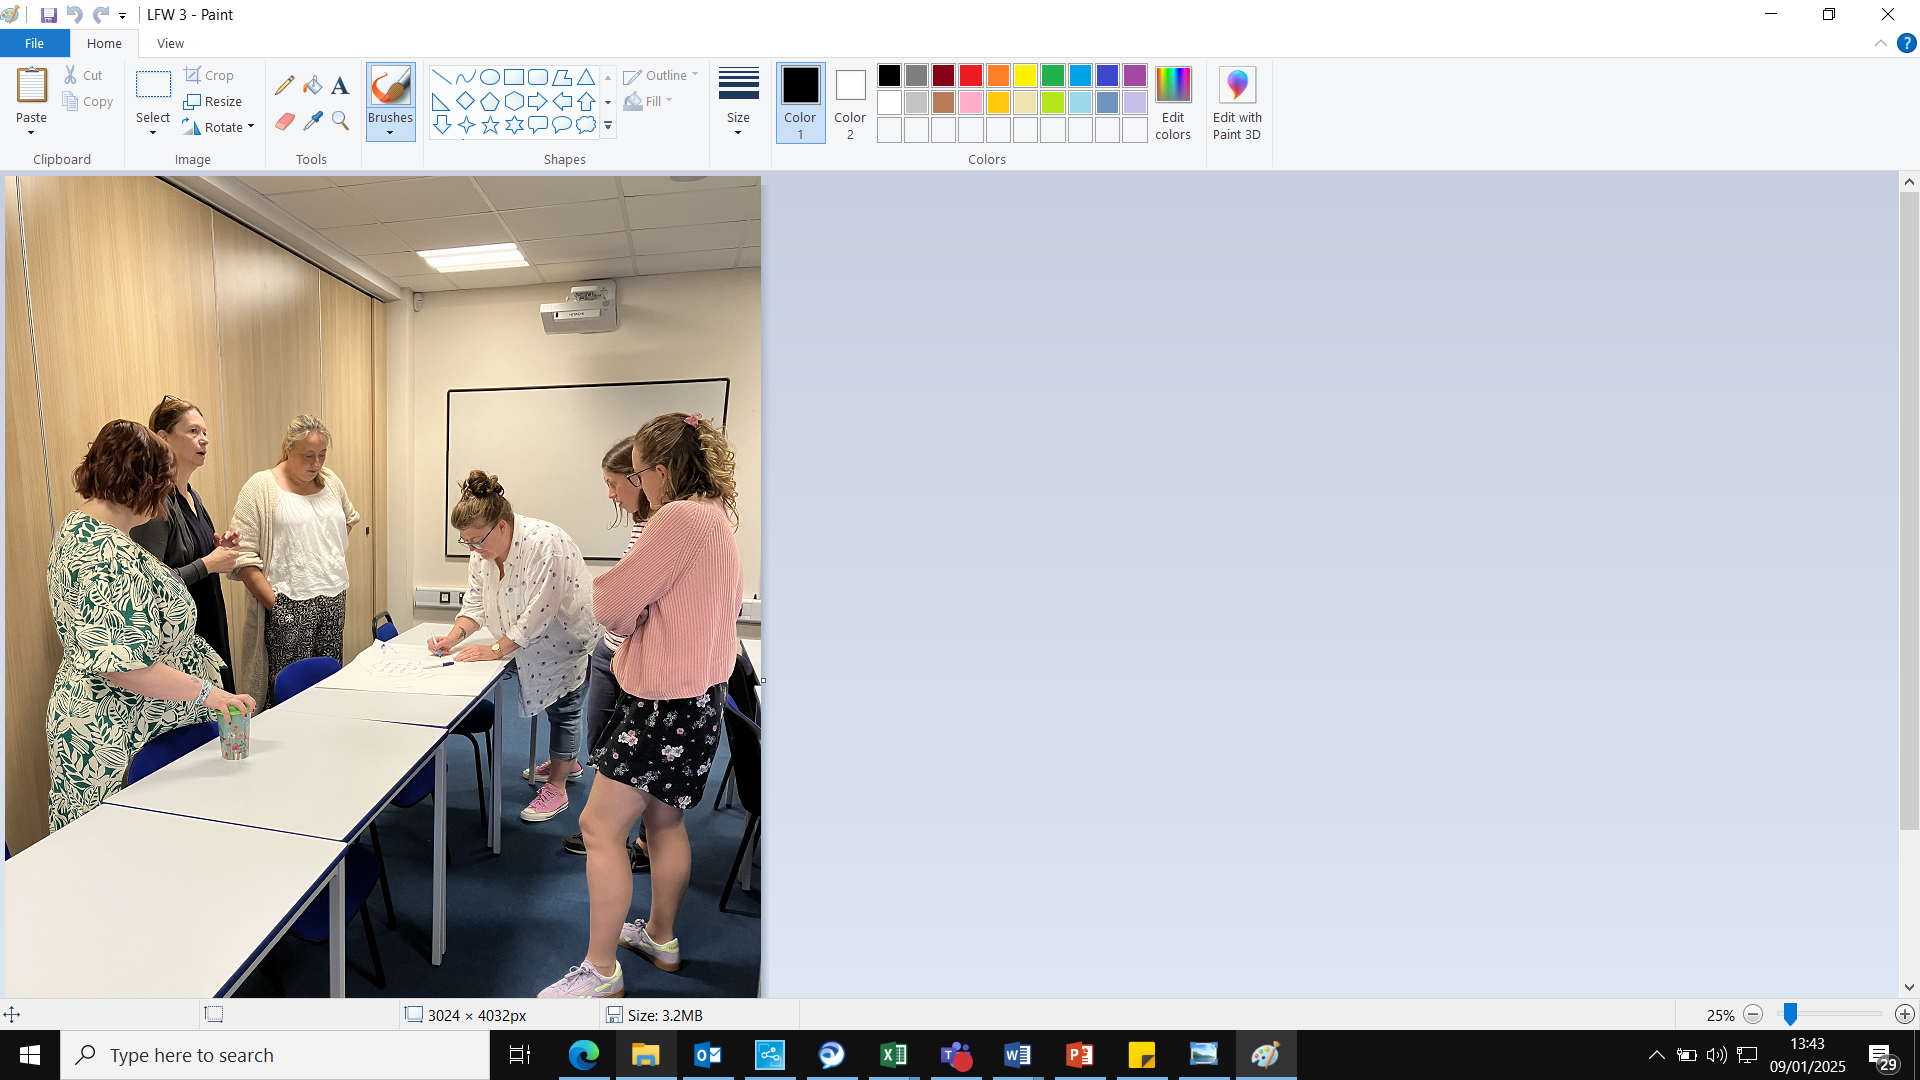 LFW 3 - Paint
File Home View
Paste Cut Copy Clipboard
Select Crop Resize Rotate Image
Tools
Brushes
Outline Fill Shapes
Size
Color 1 Color 2 Edit colors Colors
Edit with Paint 3D
HITACHI
3024 × 4032px Size: 3.2MB 25%
Type here to search
13:43
09/01/2025
29